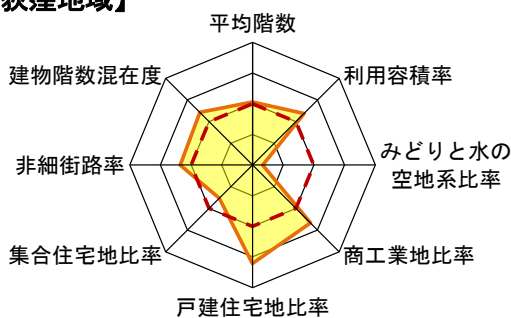 荻窪地域】
平均階数
建物階数混在度
利用容積率
非細街路率
みどりと水の
空地系比率
集合住宅地比率
商工業地比率
戸建住宅地比率